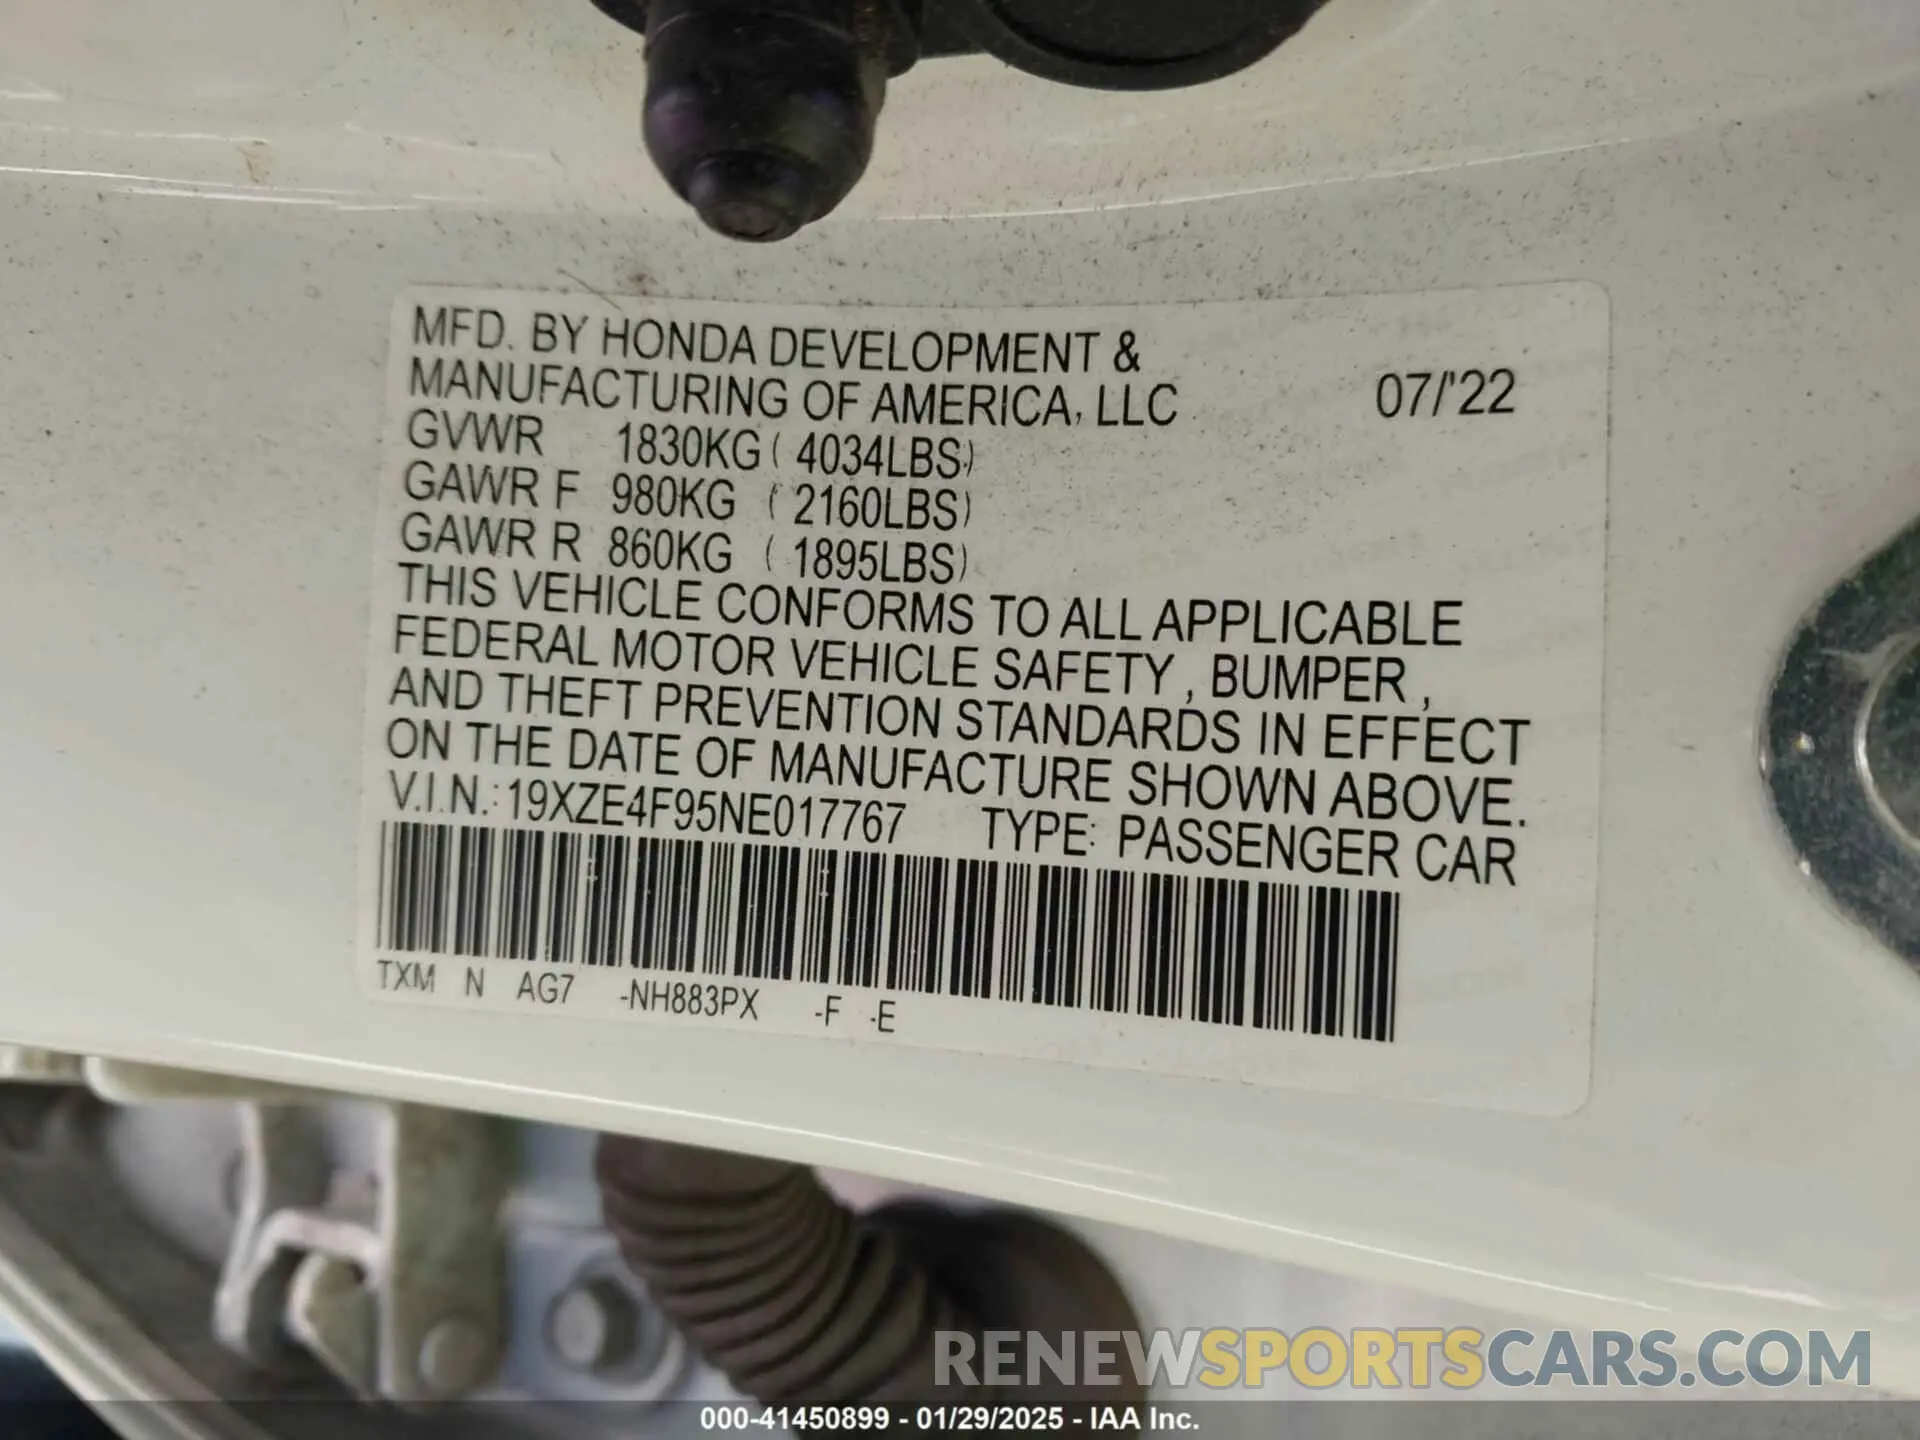 MFD. BY HONDA DEVELOPMENT &
MANUFACTURING OF AMERICA, LLC 07/'22
GVWR 1830KG ( 4034LBS)
GAWR F 980KG ( 2160LBS)
GAWR R 860KG ( 1895LBS)
THIS VEHICLE CONFORMS TO ALL APPLICABLE
FEDERAL MOTOR VEHICLE SAFETY , BUMPER ,
AND THEFT PREVENTION STANDARDS IN EFFECT
ON THE DATE OF MANUFACTURE SHOWN ABOVE.
V.I.N.: 19XZE4F95NE017767 TYPE: PASSENGER CAR
TXM N AG7 -NH883PX -F -E
RENEWSPORTSCARS.COM
000-41450899 - 01/29/2025 - IAA Inc.